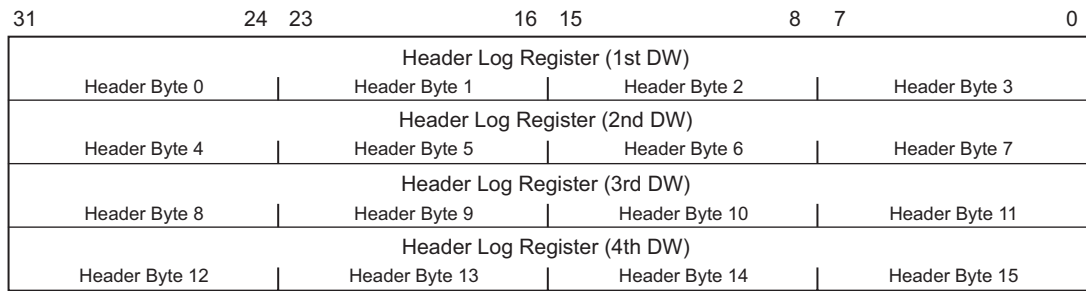 31 24 23 16 15 8 7 0
Header Log Register (1st DW)
Header Byte 0 Header Byte 1 Header Byte 2 Header Byte 3
Header Log Register (2nd DW)
Header Byte 4 Header Byte 5 Header Byte 6 Header Byte 7
Header Log Register (3rd DW)
Header Byte 8 Header Byte 9 Header Byte 10 Header Byte 11
Header Log Register (4th DW)
Header Byte 12 Header Byte 13 Header Byte 14 Header Byte 15